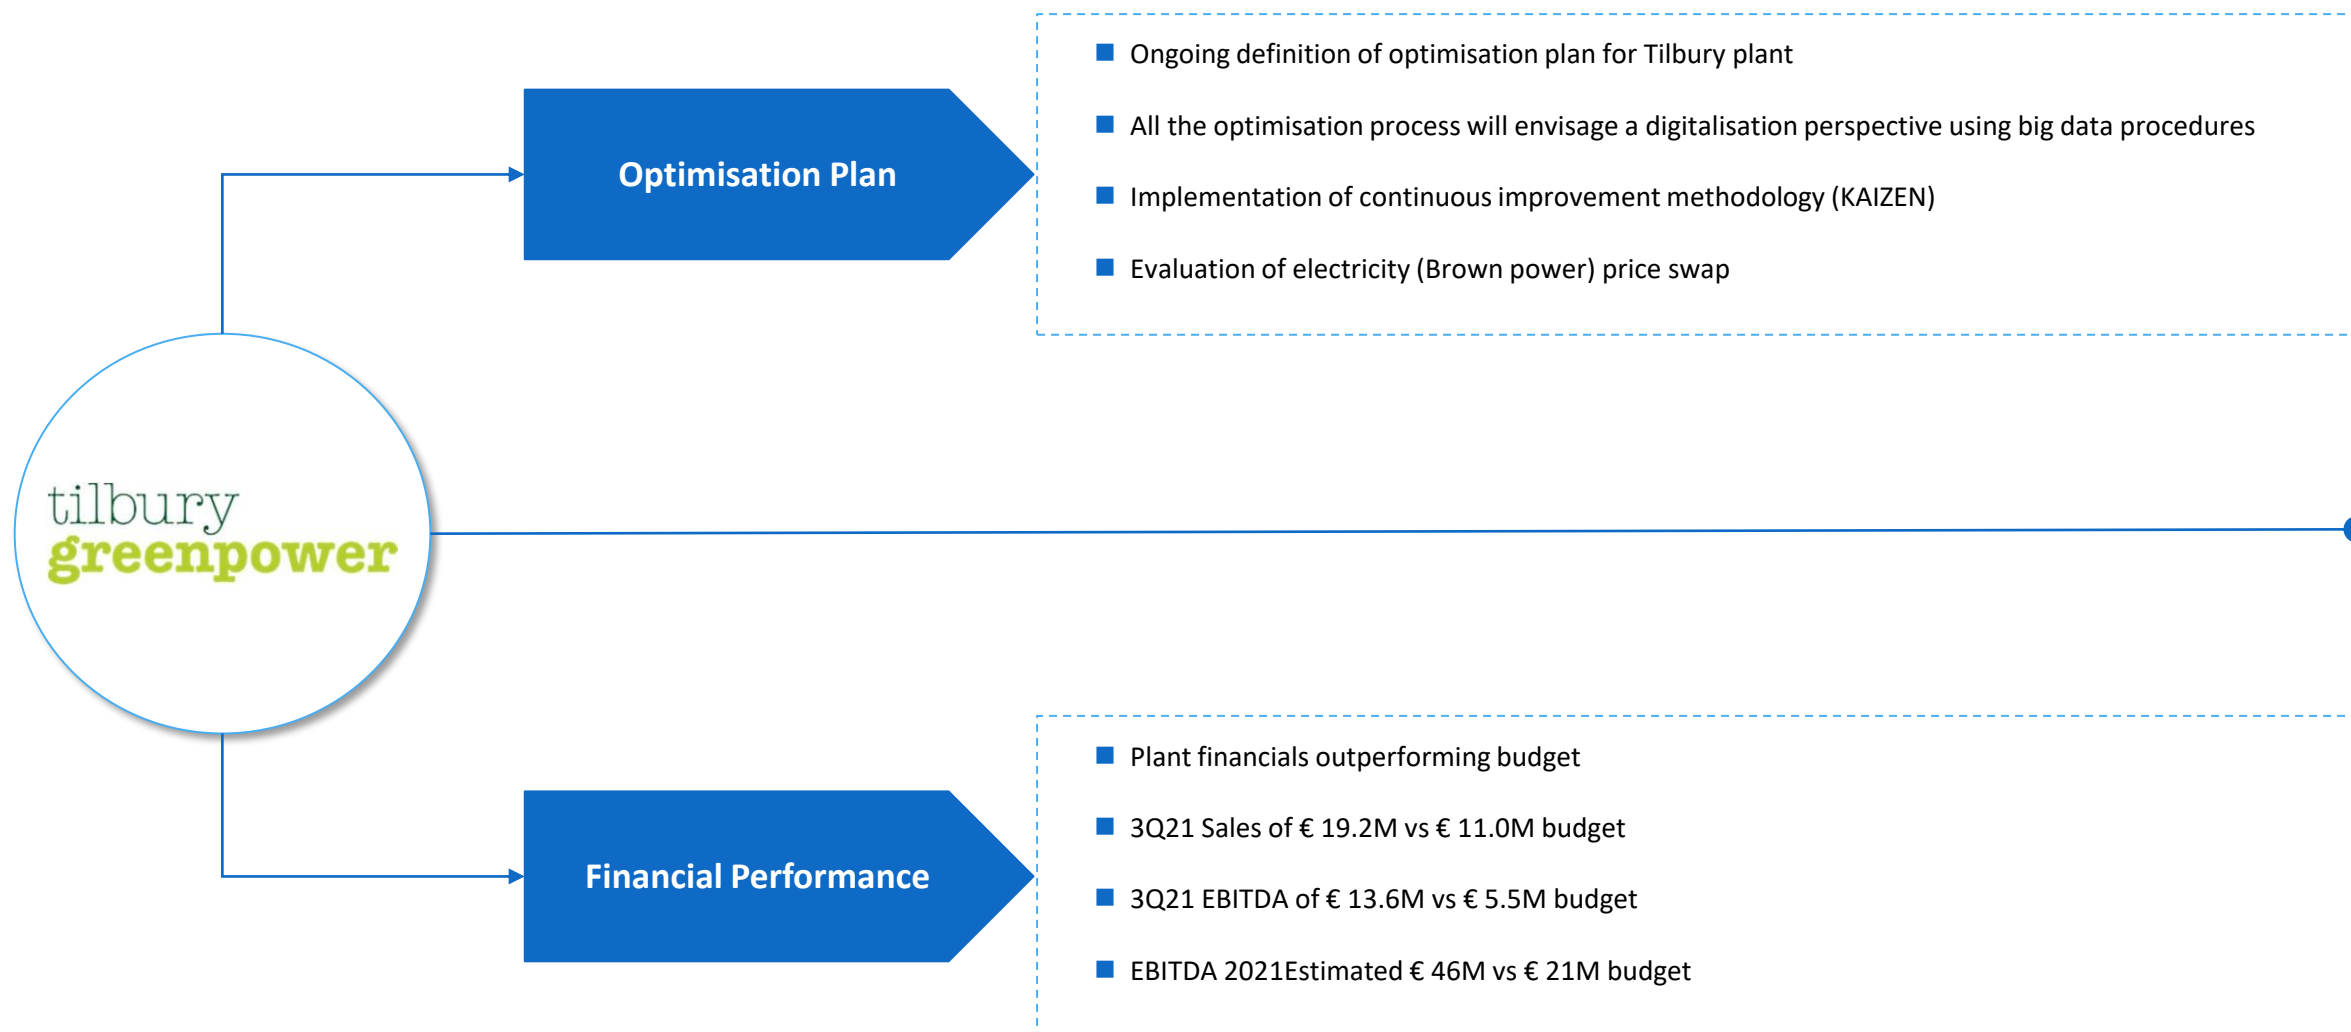 Ongoing definition of optimisation plan for Tilbury plant
All the optimisation process will envisage a digitalisation perspective using big data procedures
Optimisation Plan
Implementation of continuous improvement methodology (KAIZEN)
Evaluation of electricity (Brown power) price swap
tilbury
greenpower
Plant financials outperforming budget
3Q21 Sales of € 19.2M vs € 11.0M budget
Financial Performance
3Q21 EBITDA of € 13.6M vs € 5.5M budget
EBITDA 2021Estimated € 46M vs € 21M budget